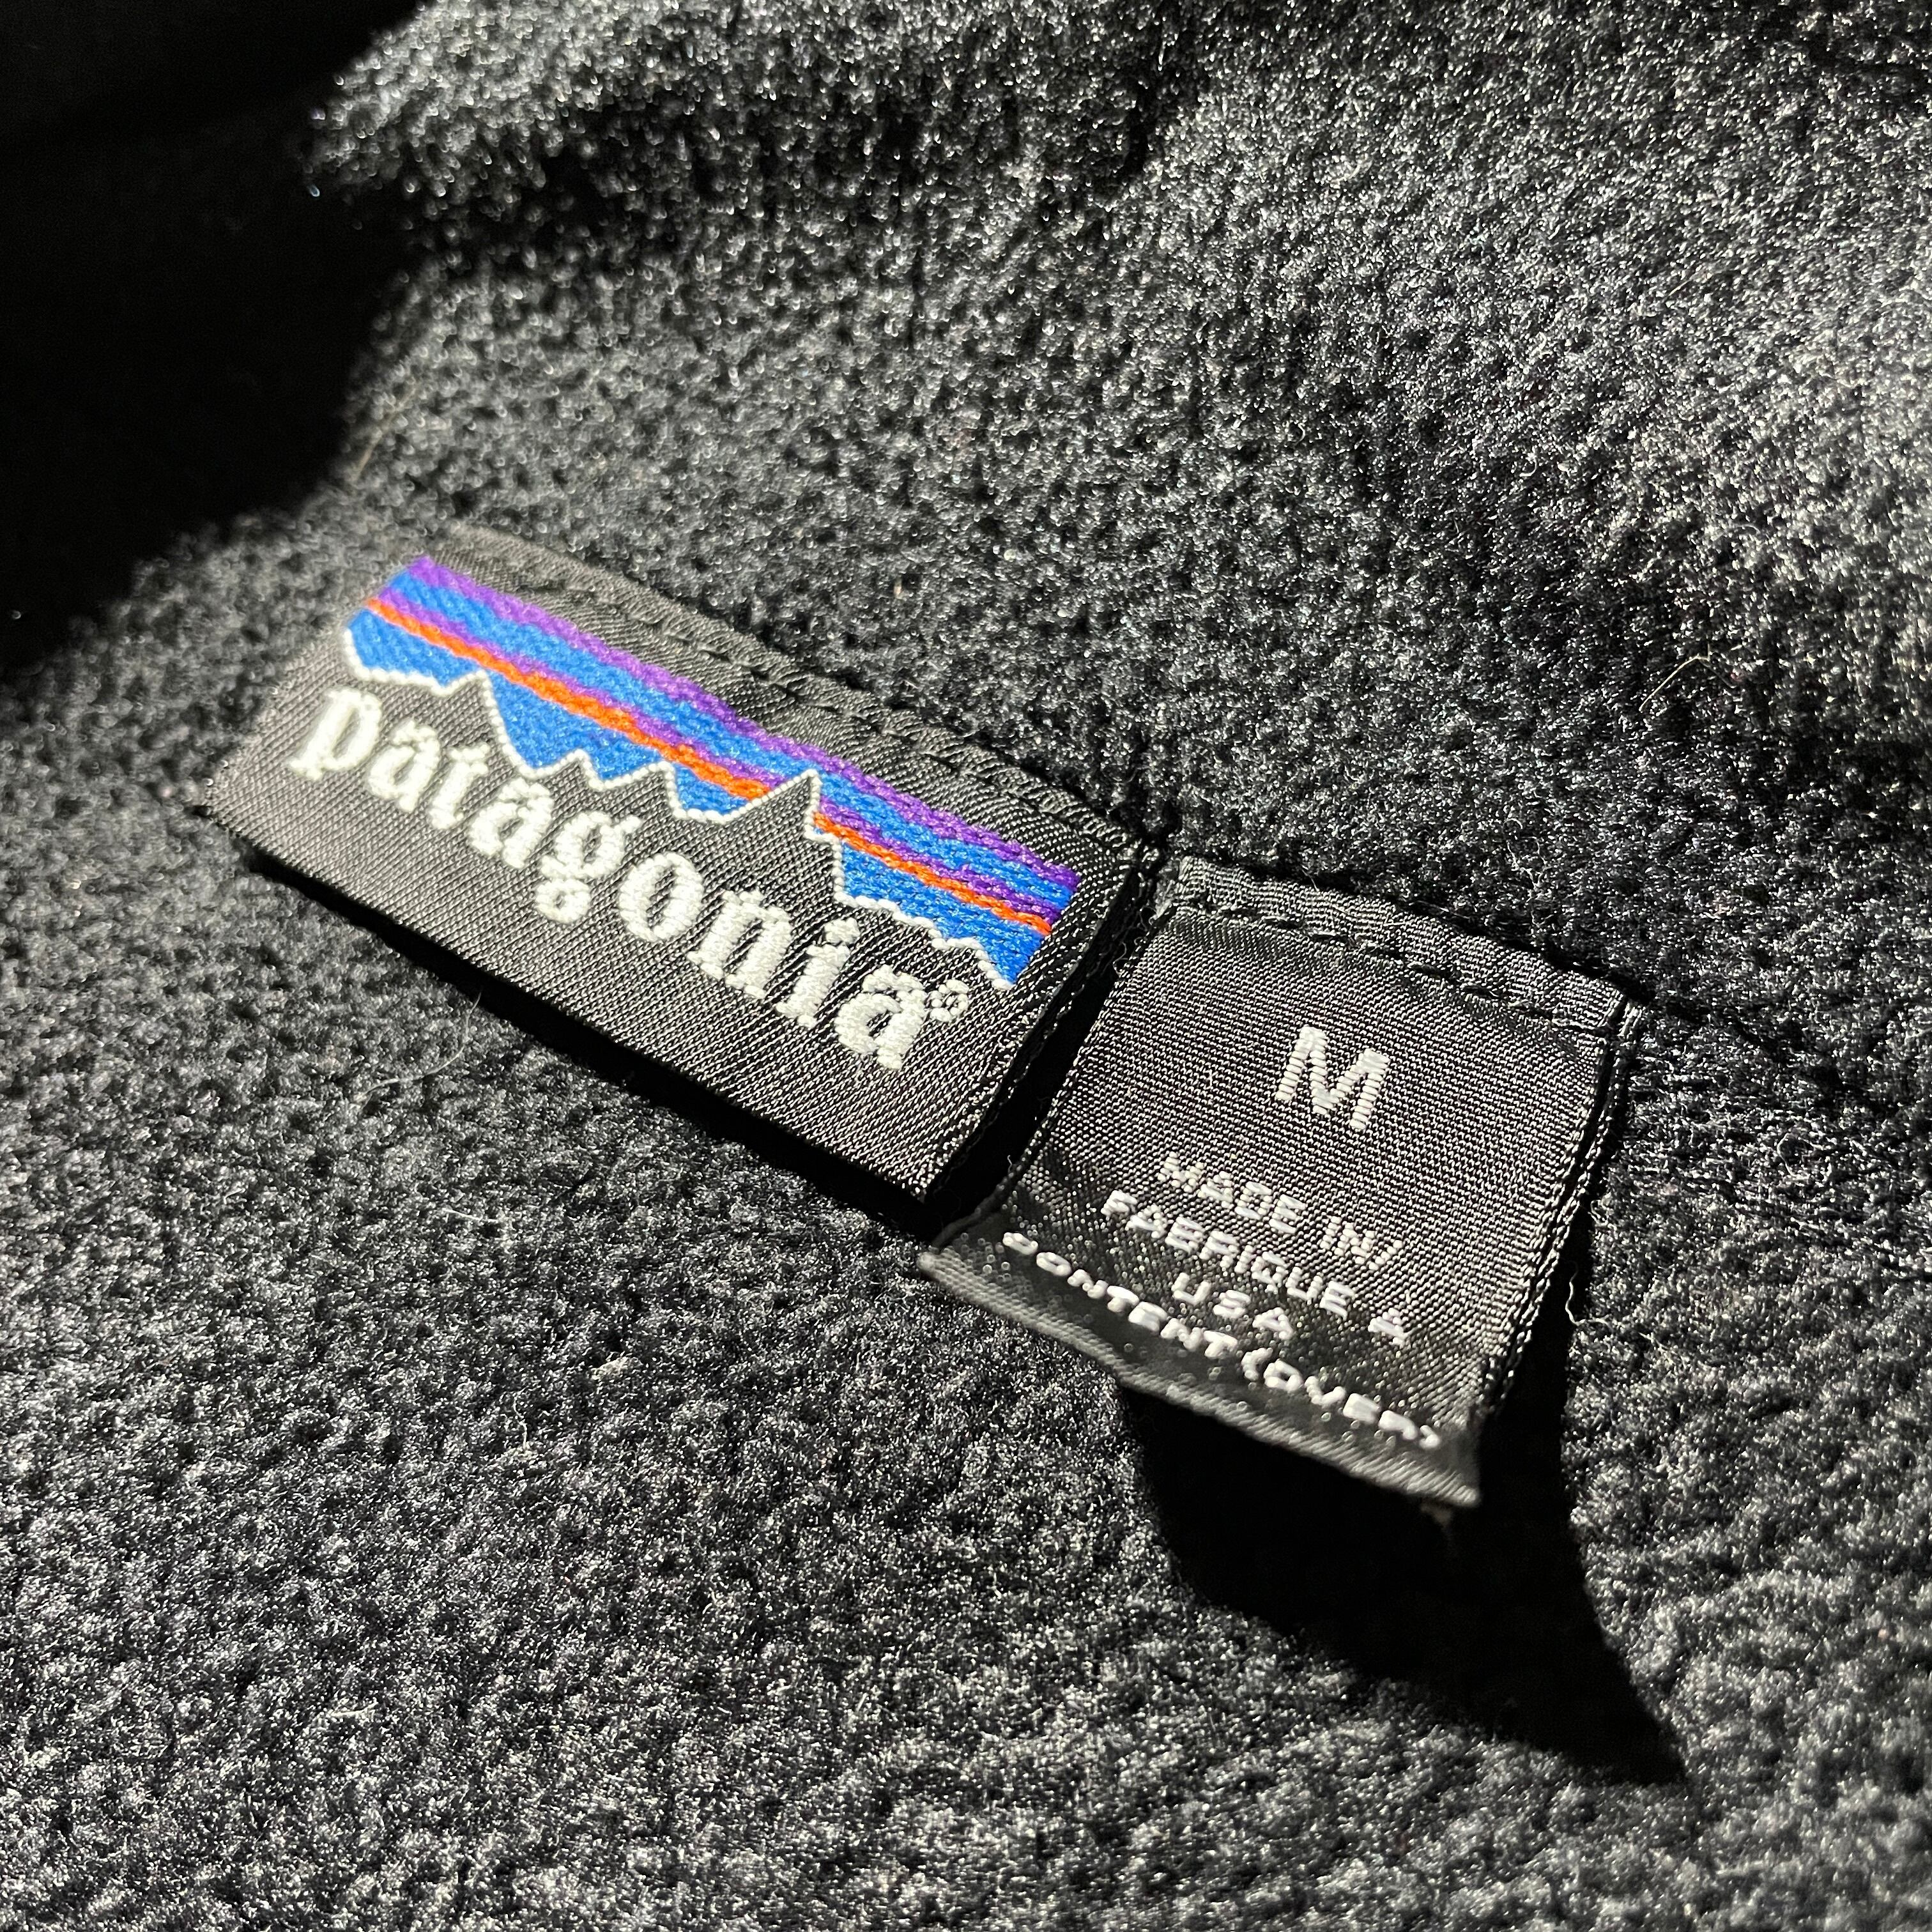 patagonia®
M
MADE IN/
FABRIQUE À
USA
CONTENT (OVER)